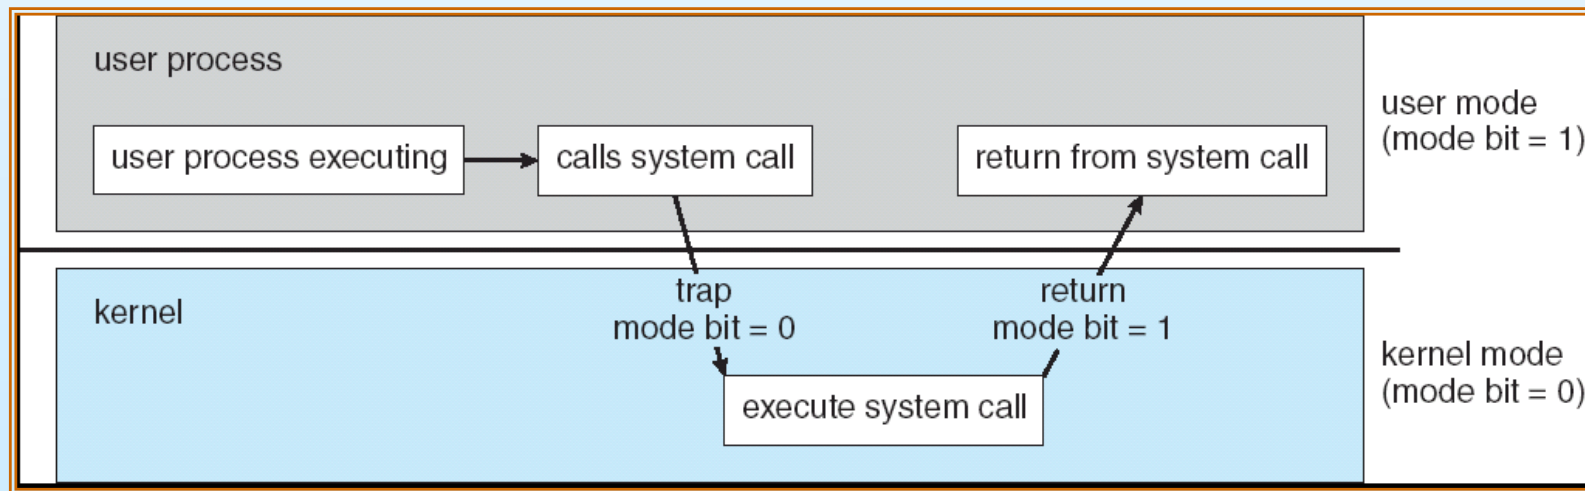 user process
user process executing
calls system call
return from system call
user mode
(mode bit = 1)
kernel
trap
mode bit = 0
return
mode bit = 1
execute system call
kernel mode
(mode bit = 0)